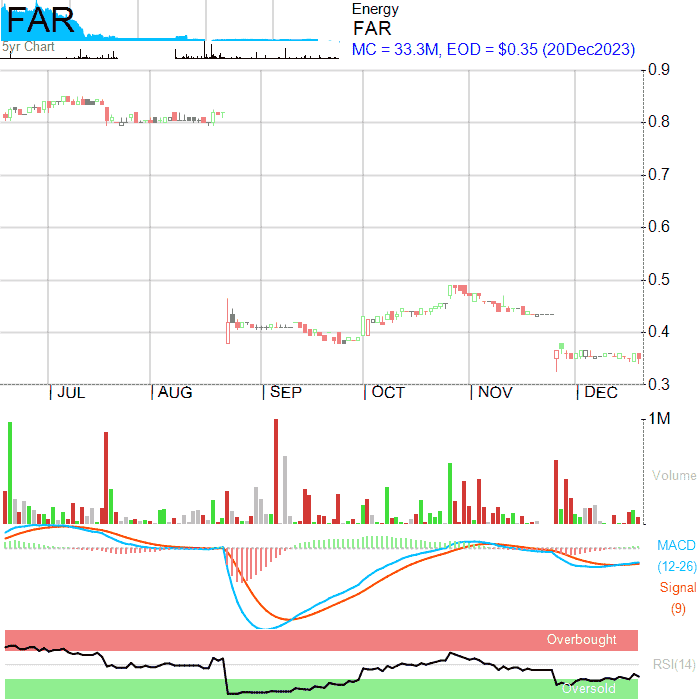 FAR
5yr Chart
Energy
FAR
MC = 33.3M, EOD = $0.35 (20Dec2023)
0.9
0.8
0.7
0.6
0.5
0.4
0.3
JUL AUG SEP OCT NOV DEC
1M
Volume
MACD
(12-26)
Signal
(9)
Overbought
RSI(14)
Oversold